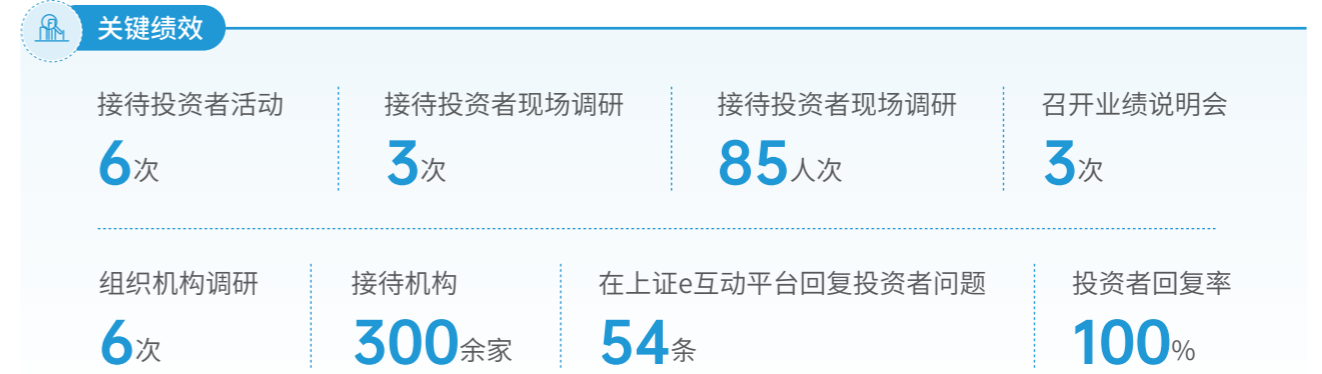 关键绩效
接待投资者活动 接待投资者现场调研 接待投资者现场调研 召开业绩说明会
6次 3次 85人次 3次
组织机构调研 接待机构 在上证e互动平台回复投资者问题 投资者回复率
6次 300余家 54条 100%